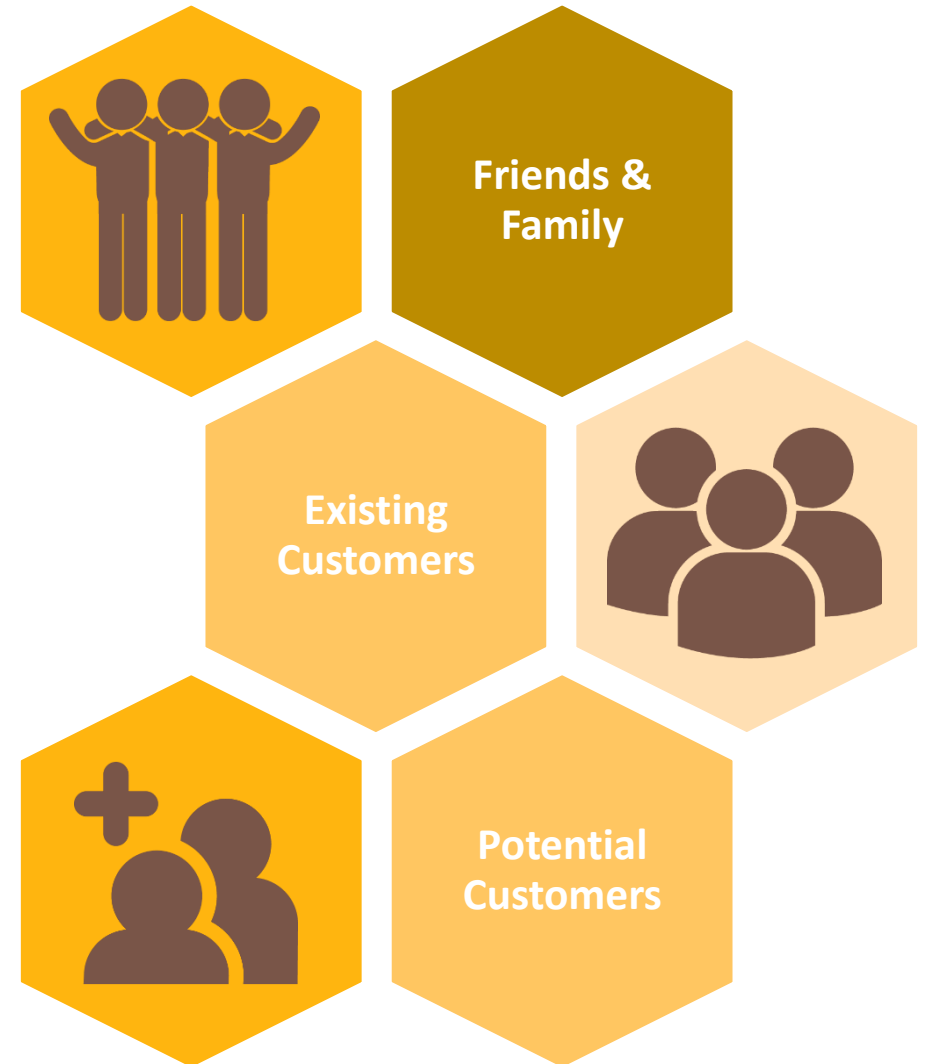 Friends &
Family
Existing
Customers
Potential
Customers